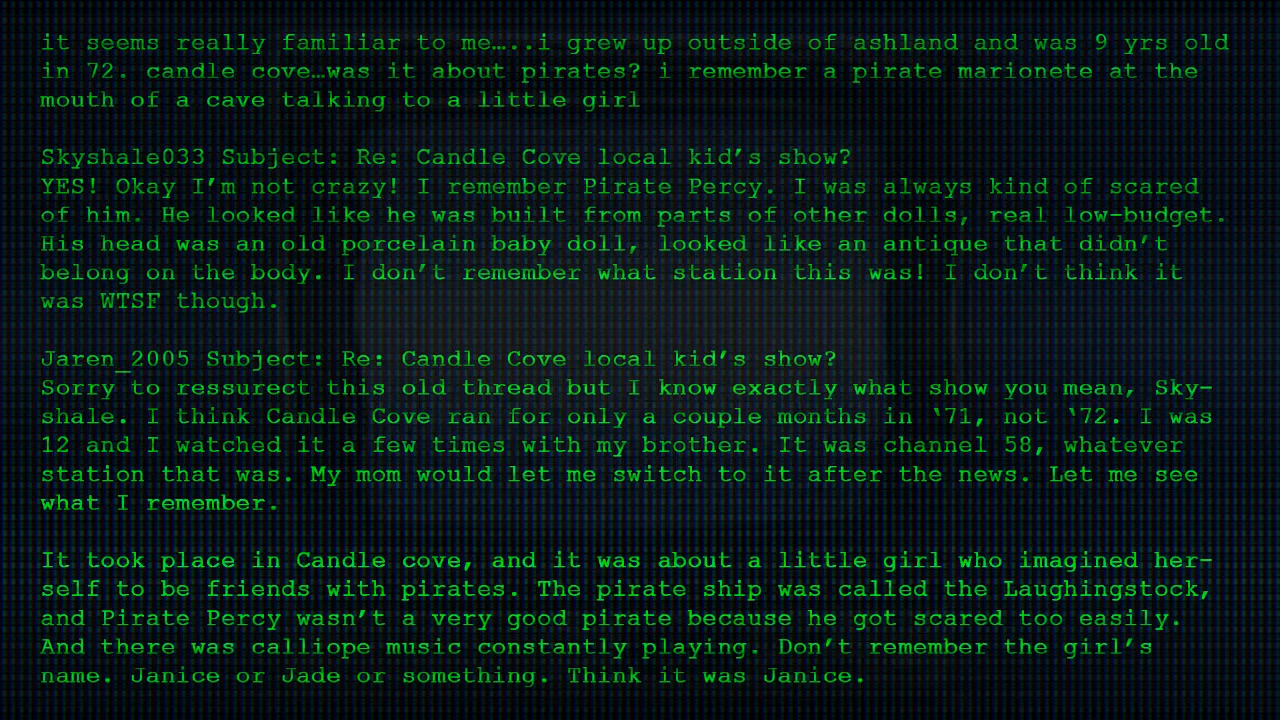 it seems really familiar to me…..i grew up outside of ashland and was 9 yrs old
in 72. candle cove…was it about pirates? i remember a pirate marionete at the
mouth of a cave talking to a little girl
Skyshale033 Subject: Re: Candle Cove local kid’s show?
YES! Okay I’m not crazy! I remember Pirate Percy. I was always kind of scared
of him. He looked like he was built from parts of other dolls, real low-budget.
His head was an old porcelain baby doll, looked like an antique that didn’t
belong on the body. I don’t remember what station this was! I don’t think it
was WTSF though.
Jaren_2005 Subject: Re: Candle Cove local kid’s show?
Sorry to ressurect this old thread but I know exactly what show you mean, Sky-
shale. I think Candle Cove ran for only a couple months in ‘71, not ‘72. I was
12 and I watched it a few times with my brother. It was channel 58, whatever
station that was. My mom would let me switch to it after the news. Let me see
what I remember.
It took place in Candle cove, and it was about a little girl who imagined her-
self to be friends with pirates. The pirate ship was called the Laughingstock,
and Pirate Percy wasn’t a very good pirate because he got scared too easily.
And there was calliope music constantly playing. Don’t remember the girl’s
name. Janice or Jade or something. Think it was Janice.